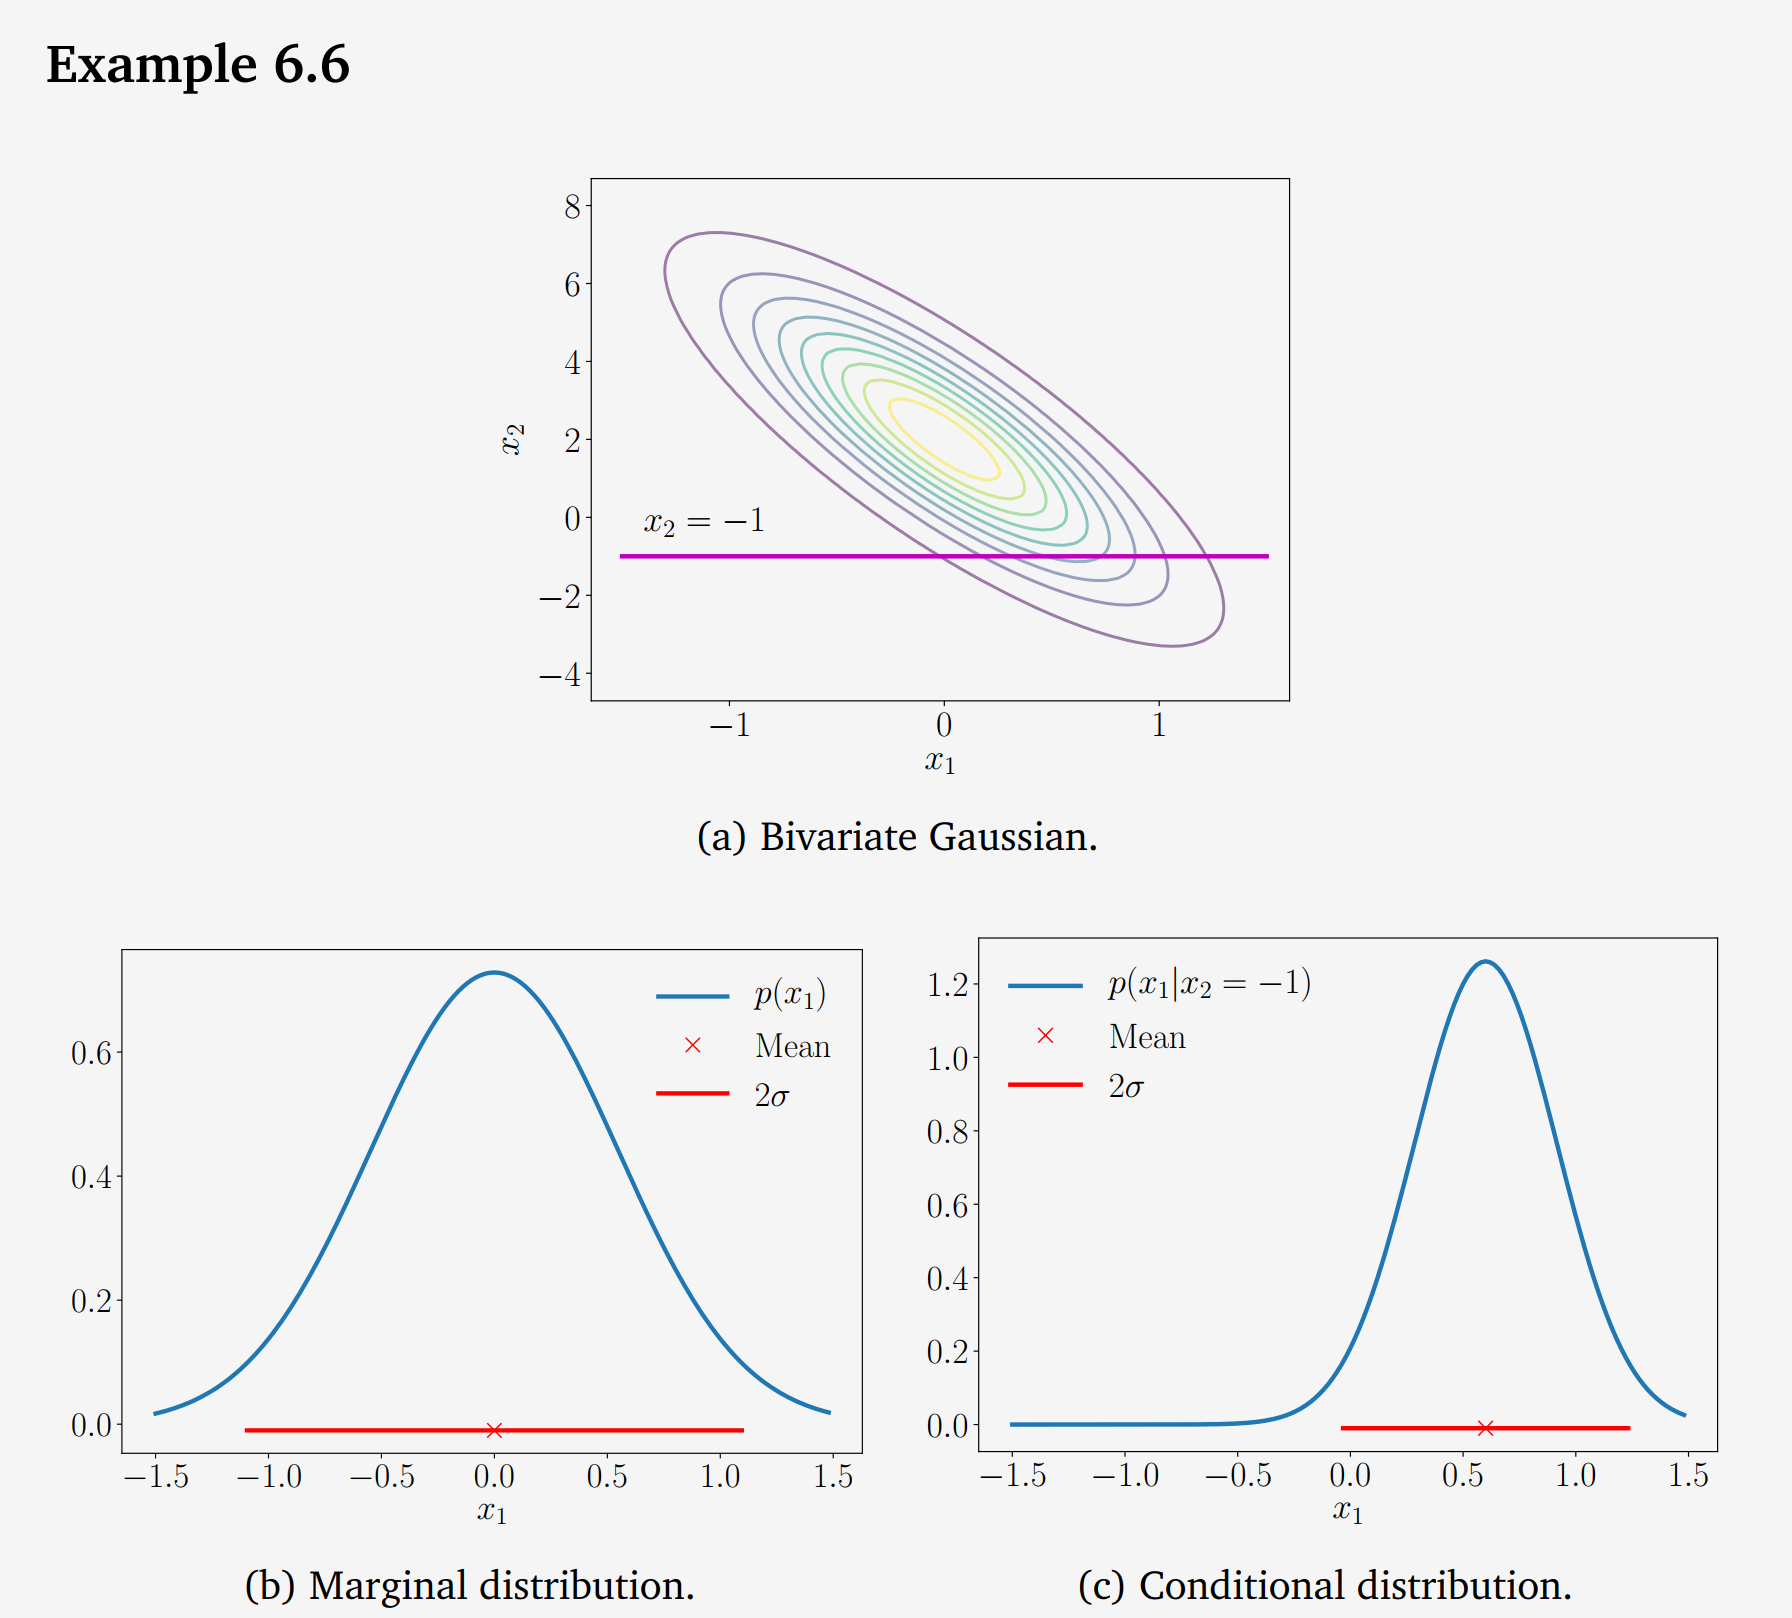 Example 6.6
8
6
4
2
0
−2
−4
x₂
x₂ = −1
−1 0 1
x₁
(a) Bivariate Gaussian.
0.6
0.4
0.2
0.0
p(x₁)
Mean
2σ
−1.5 −1.0 −0.5 0.0 0.5 1.0 1.5
x₁
(b) Marginal distribution.
1.2
1.0
0.8
0.6
0.4
0.2
0.0
p(x₁|x₂ = −1)
Mean
2σ
−1.5 −1.0 −0.5 0.0 0.5 1.0 1.5
x₁
(c) Conditional distribution.